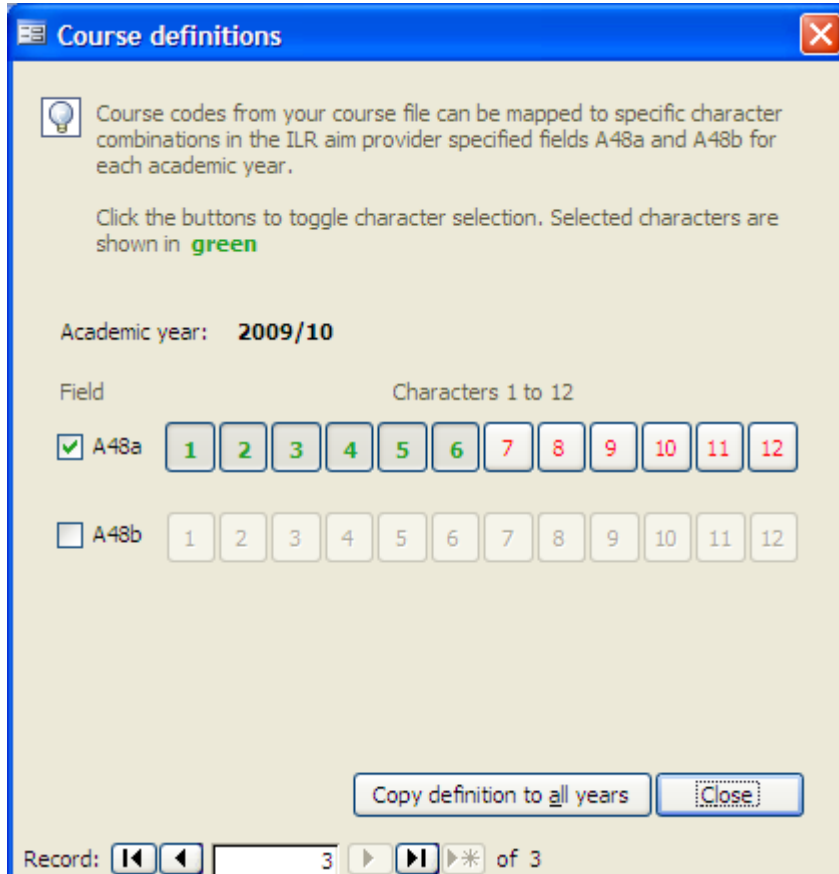 Course definitions
Course codes from your course file can be mapped to specific character
combinations in the ILR aim provider specified fields A48a and A48b for
each academic year.
Click the buttons to toggle character selection. Selected characters are
shown in green
Academic year: 2009/10
Field Characters 1 to 12
A48a 1 2 3 4 5 6 7 8 9 10 11 12
A48b 1 2 3 4 5 6 7 8 9 10 11 12
Copy definition to all years Close
Record: 3 of 3